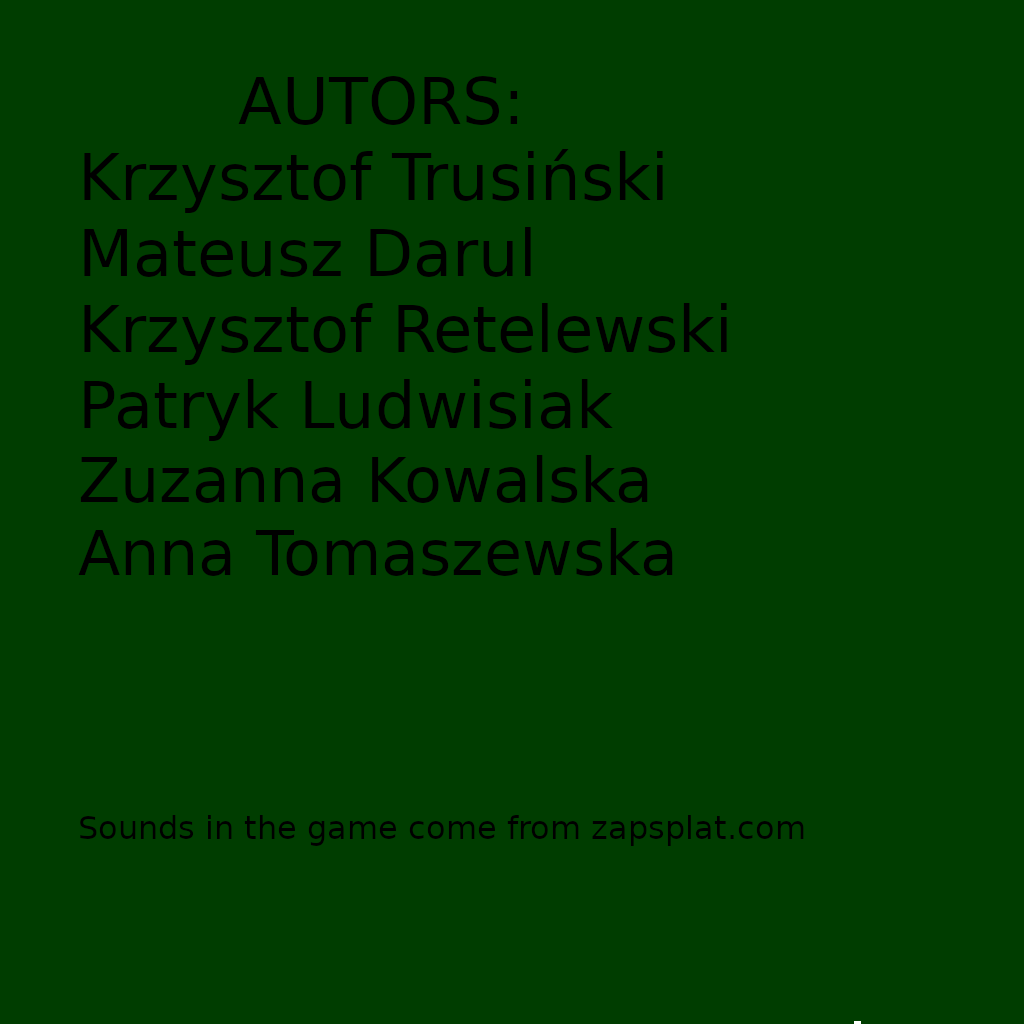 AUTORS:
Krzysztof Trusiński
Mateusz Darul
Krzysztof Retelewski
Patryk Ludwisiak
Zuzanna Kowalska
Anna Tomaszewska
Sounds in the game come from zapsplat.com